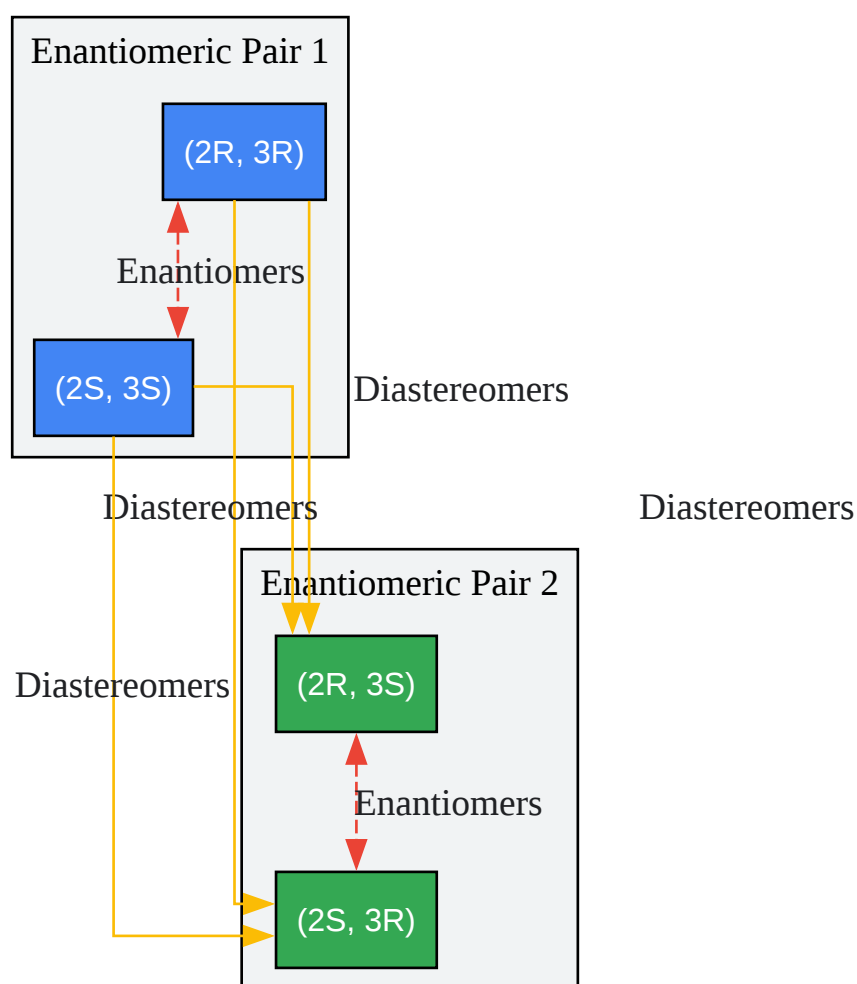 Enantiomeric Pair 1
(2R, 3R)
Enantiomers
(2S, 3S)
Diastereomers
Diastereomers
Diastereomers
Enantiomeric Pair 2
(2R, 3S)
Diastereomers
Enantiomers
(2S, 3R)